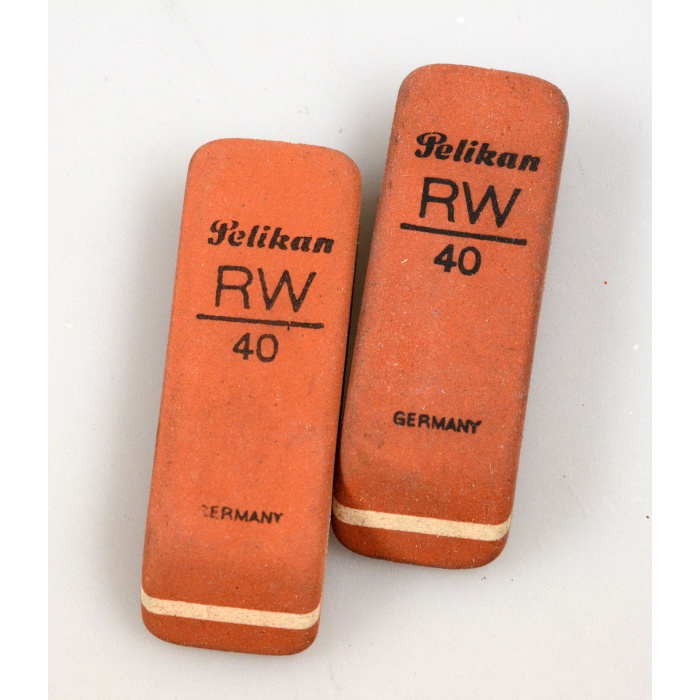 Pelikan
RW
40
GERMANY
Pelikan
RW
40
GERMANY